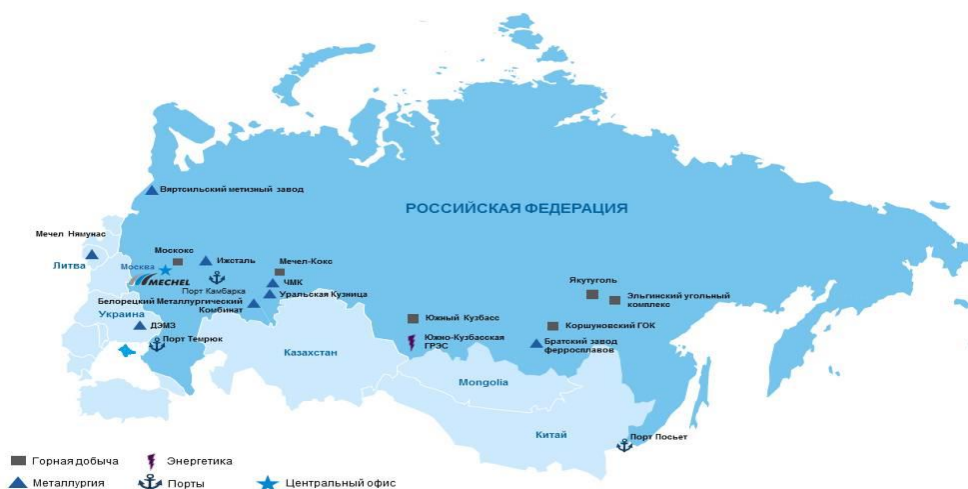 Вяртсильский метизный завод
РОССИЙСКАЯ ФЕДЕРАЦИЯ
Мечел Нямунас
Литва
Москокс
Москва
MECHEL
Ижсталь
Порт Камбарка
Мечел-Кокс
ЧМК
Уральская Кузница
Белорецкий Металлургический
Комбинат
Украина
ДЭМЗ
Порт Темрюк
Казахстан
Южный Кузбасс
Южно-Кузбасская
ГРЭС
Якутуголь
Эльгинский угольный
комплекс
Коршуновский ГОК
Братский завод
ферросплавов
Mongolia
Китай
Порт Посьет
Горная добыча
Энергетика
Металлургия
Порты
Центральный офис